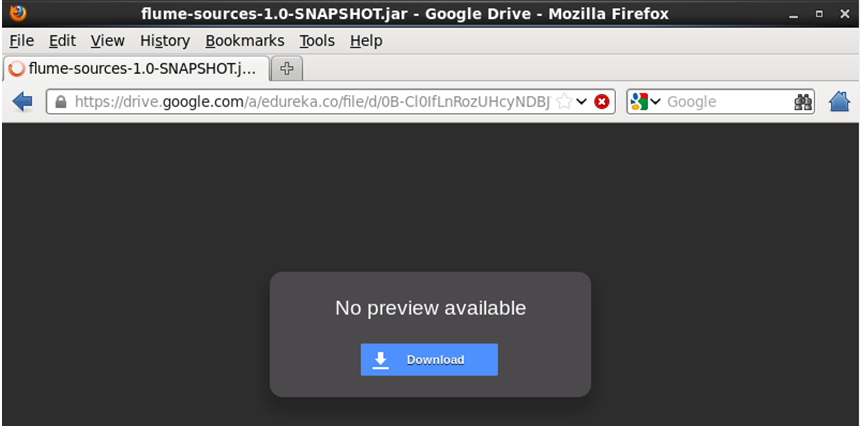 flume-sources-1.0-SNAPSHOT.jar - Google Drive - Mozilla Firefox
File Edit View History Bookmarks Tools Help
flume-sources-1.0-SNAPSHOT.j...
https://drive.google.com/a/edureka.co/file/d/0B-Cl0IfLnRozUHcyNDBJ Google
No preview available
Download